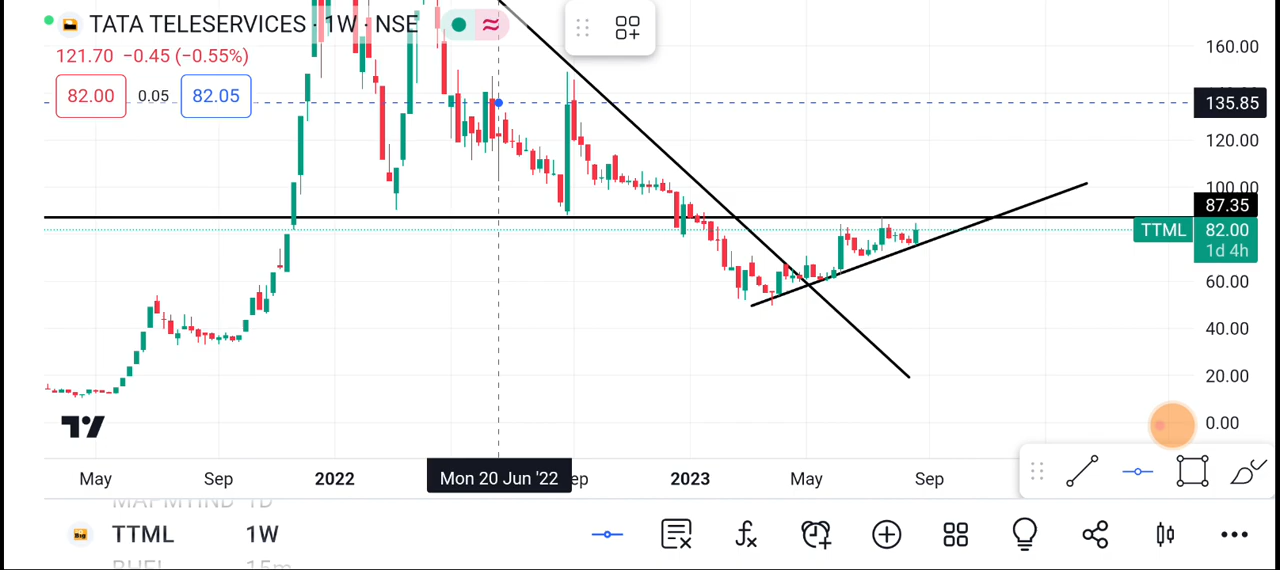 TATA TELESERVICES · 1W · NSE
121.70 −0.45 (−0.55%)
82.00 0.05 82.05
160.00
135.85
120.00
100.00
87.35
TTML 82.00
1d 4h
60.00
40.00
20.00
0.00
May Sep 2022 Mon 20 Jun '22 ep 2023 May Sep
MAPMYIND 1D
TTML 1W
BHEL 15m